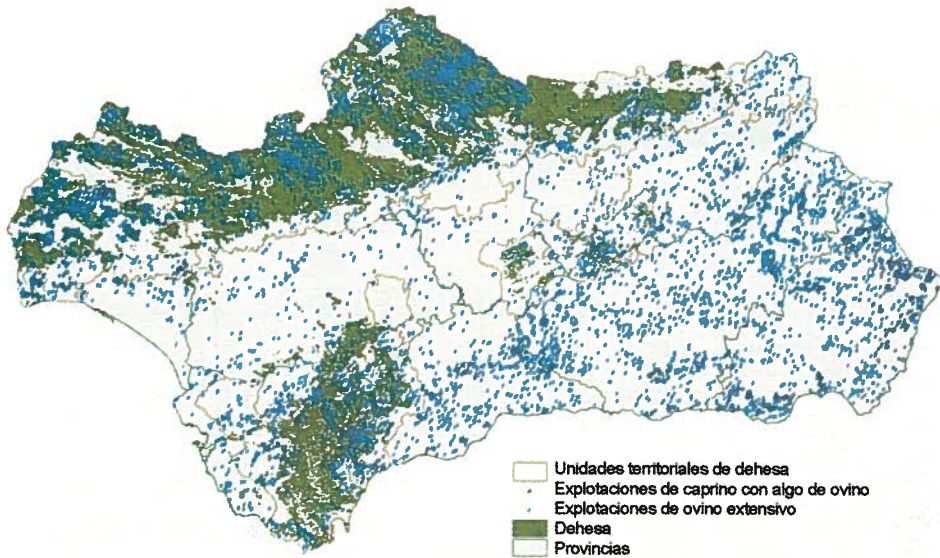 Unidades territoriales de dehesa
Explotaciones de caprino con algo de ovino
Explotaciones de ovino extensivo
Dehesa
Provincias